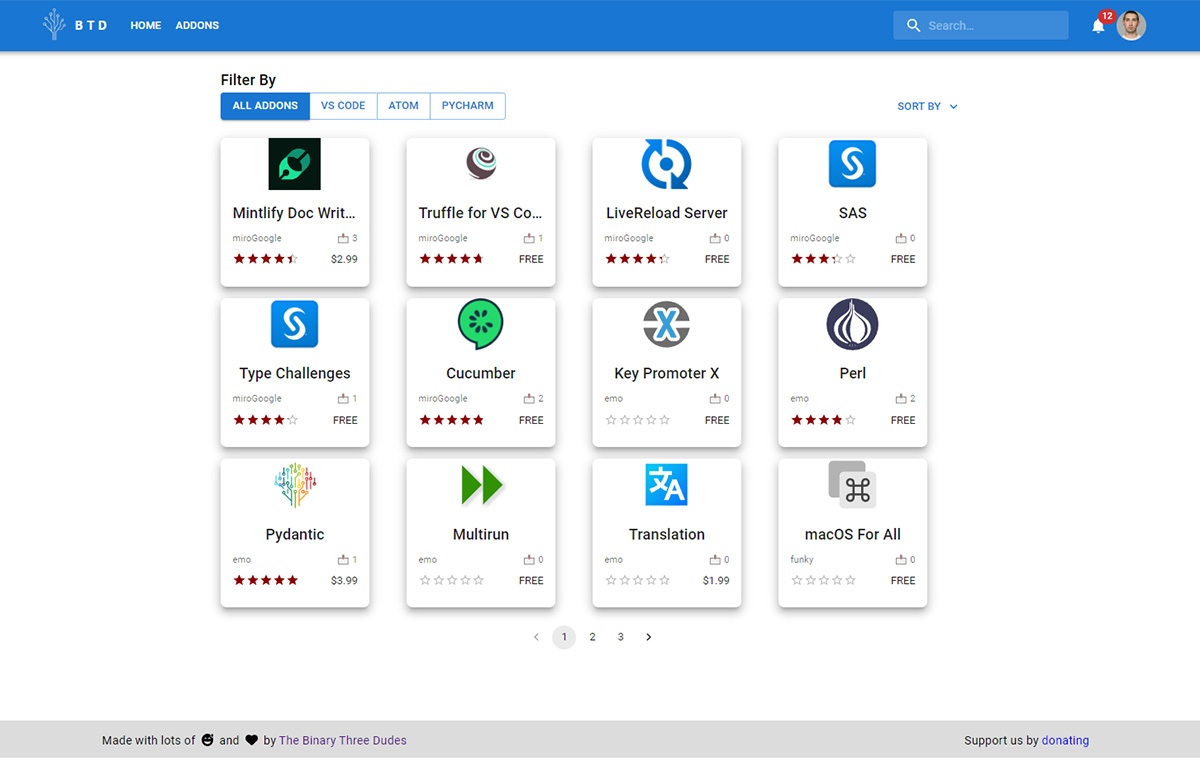 BTD HOME ADDONS Search... 12
Filter By
ALL ADDONS VS CODE ATOM PYCHARM SORT BY
Mintlify Doc Writ... Truffle for VS Co... LiveReload Server SAS
miroGoogle 3 miroGoogle 1 miroGoogle 0 miroGoogle 0
$2.99 FREE FREE FREE
Type Challenges Cucumber Key Promoter X Perl
miroGoogle 1 miroGoogle 2 emo 0 emo 2
FREE FREE FREE FREE
Pydantic Multirun Translation macOS For All
emo 1 emo 0 emo 0 funky 0
$3.99 FREE $1.99 FREE
1 2 3
Made with lots of and by The Binary Three Dudes Support us by donating